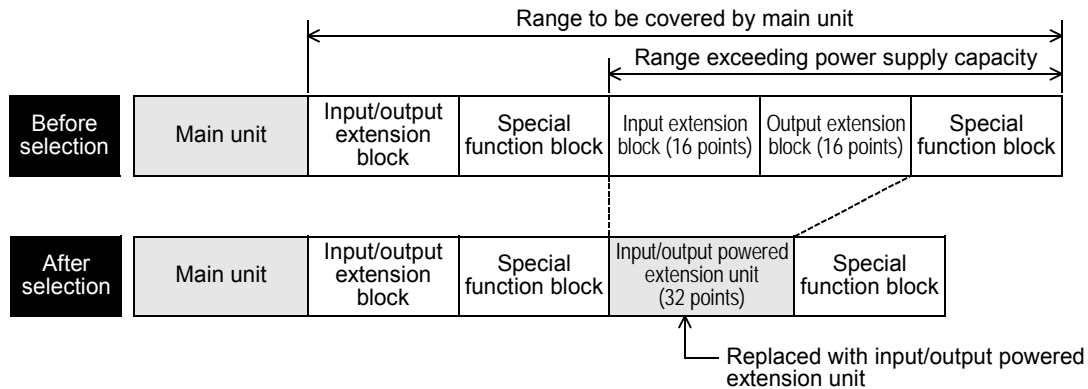 Range to be covered by main unit
Range exceeding power supply capacity
Before
selection
Main unit
Input/output
extension
block
Special
function block
Input extension
block (16 points)
Output extension
block (16 points)
Special
function block
After
selection
Main unit
Input/output
extension
block
Special
function block
Input/output powered
extension unit
(32 points)
Special
function block
Replaced with input/output powered
extension unit